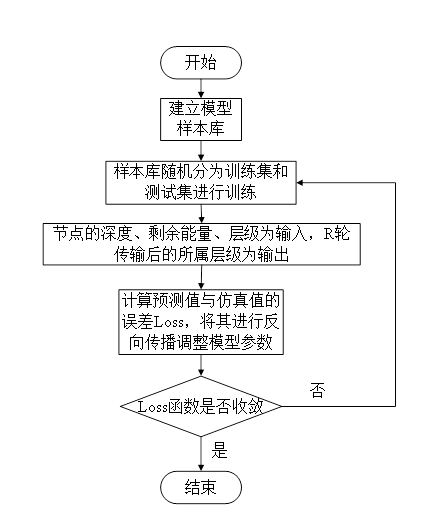 开始
建立模型
样本库
样本库随机分为训练集和
测试集进行训练
节点的深度、剩余能量、层级为输入，R轮
传输后的所属层级为输出
计算预测值与仿真值的
误差Loss，将其进行反
向传播调整模型参数
Loss函数是否收敛
否
是
结束